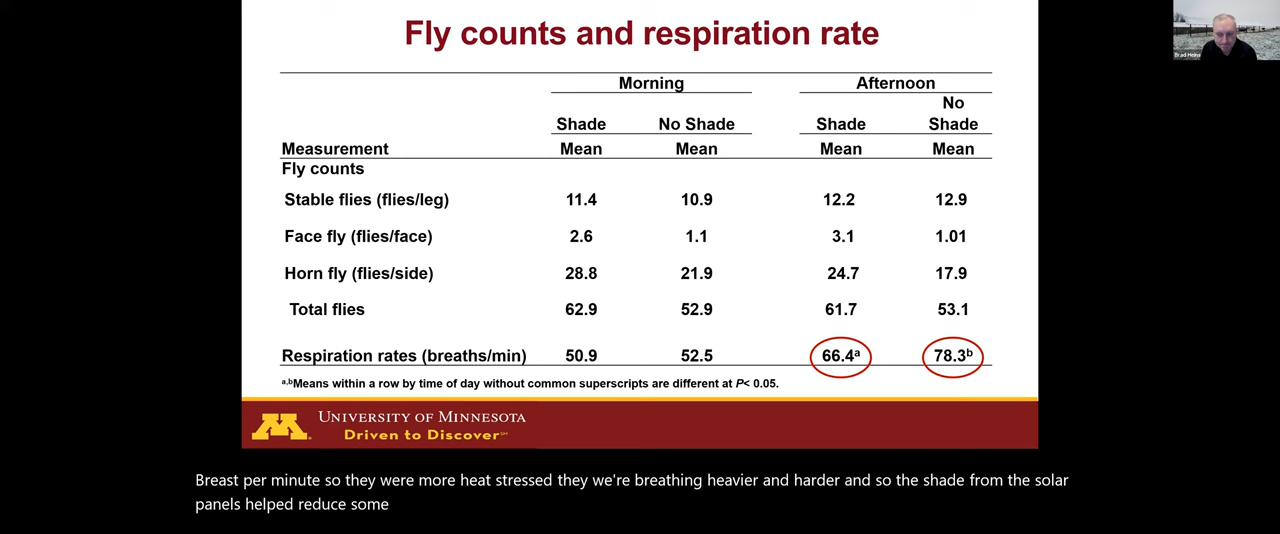 Fly counts and respiration rate
Morning Afternoon
Shade No Shade Shade No Shade
Measurement Mean Mean Mean Mean
Fly counts
Stable flies (flies/leg) 11.4 10.9 12.2 12.9
Face fly (flies/face) 2.6 1.1 3.1 1.01
Horn fly (flies/side) 28.8 21.9 24.7 17.9
Total flies 62.9 52.9 61.7 53.1
Respiration rates (breaths/min) 50.9 52.5 66.4a 78.3b
a,bMeans within a row by time of day without common superscripts are different at P< 0.05.
UNIVERSITY OF MINNESOTA
Driven to Discover℠
Brad Heins
Breast per minute so they were more heat stressed they we're breathing heavier and harder and so the shade from the solar
panels helped reduce some